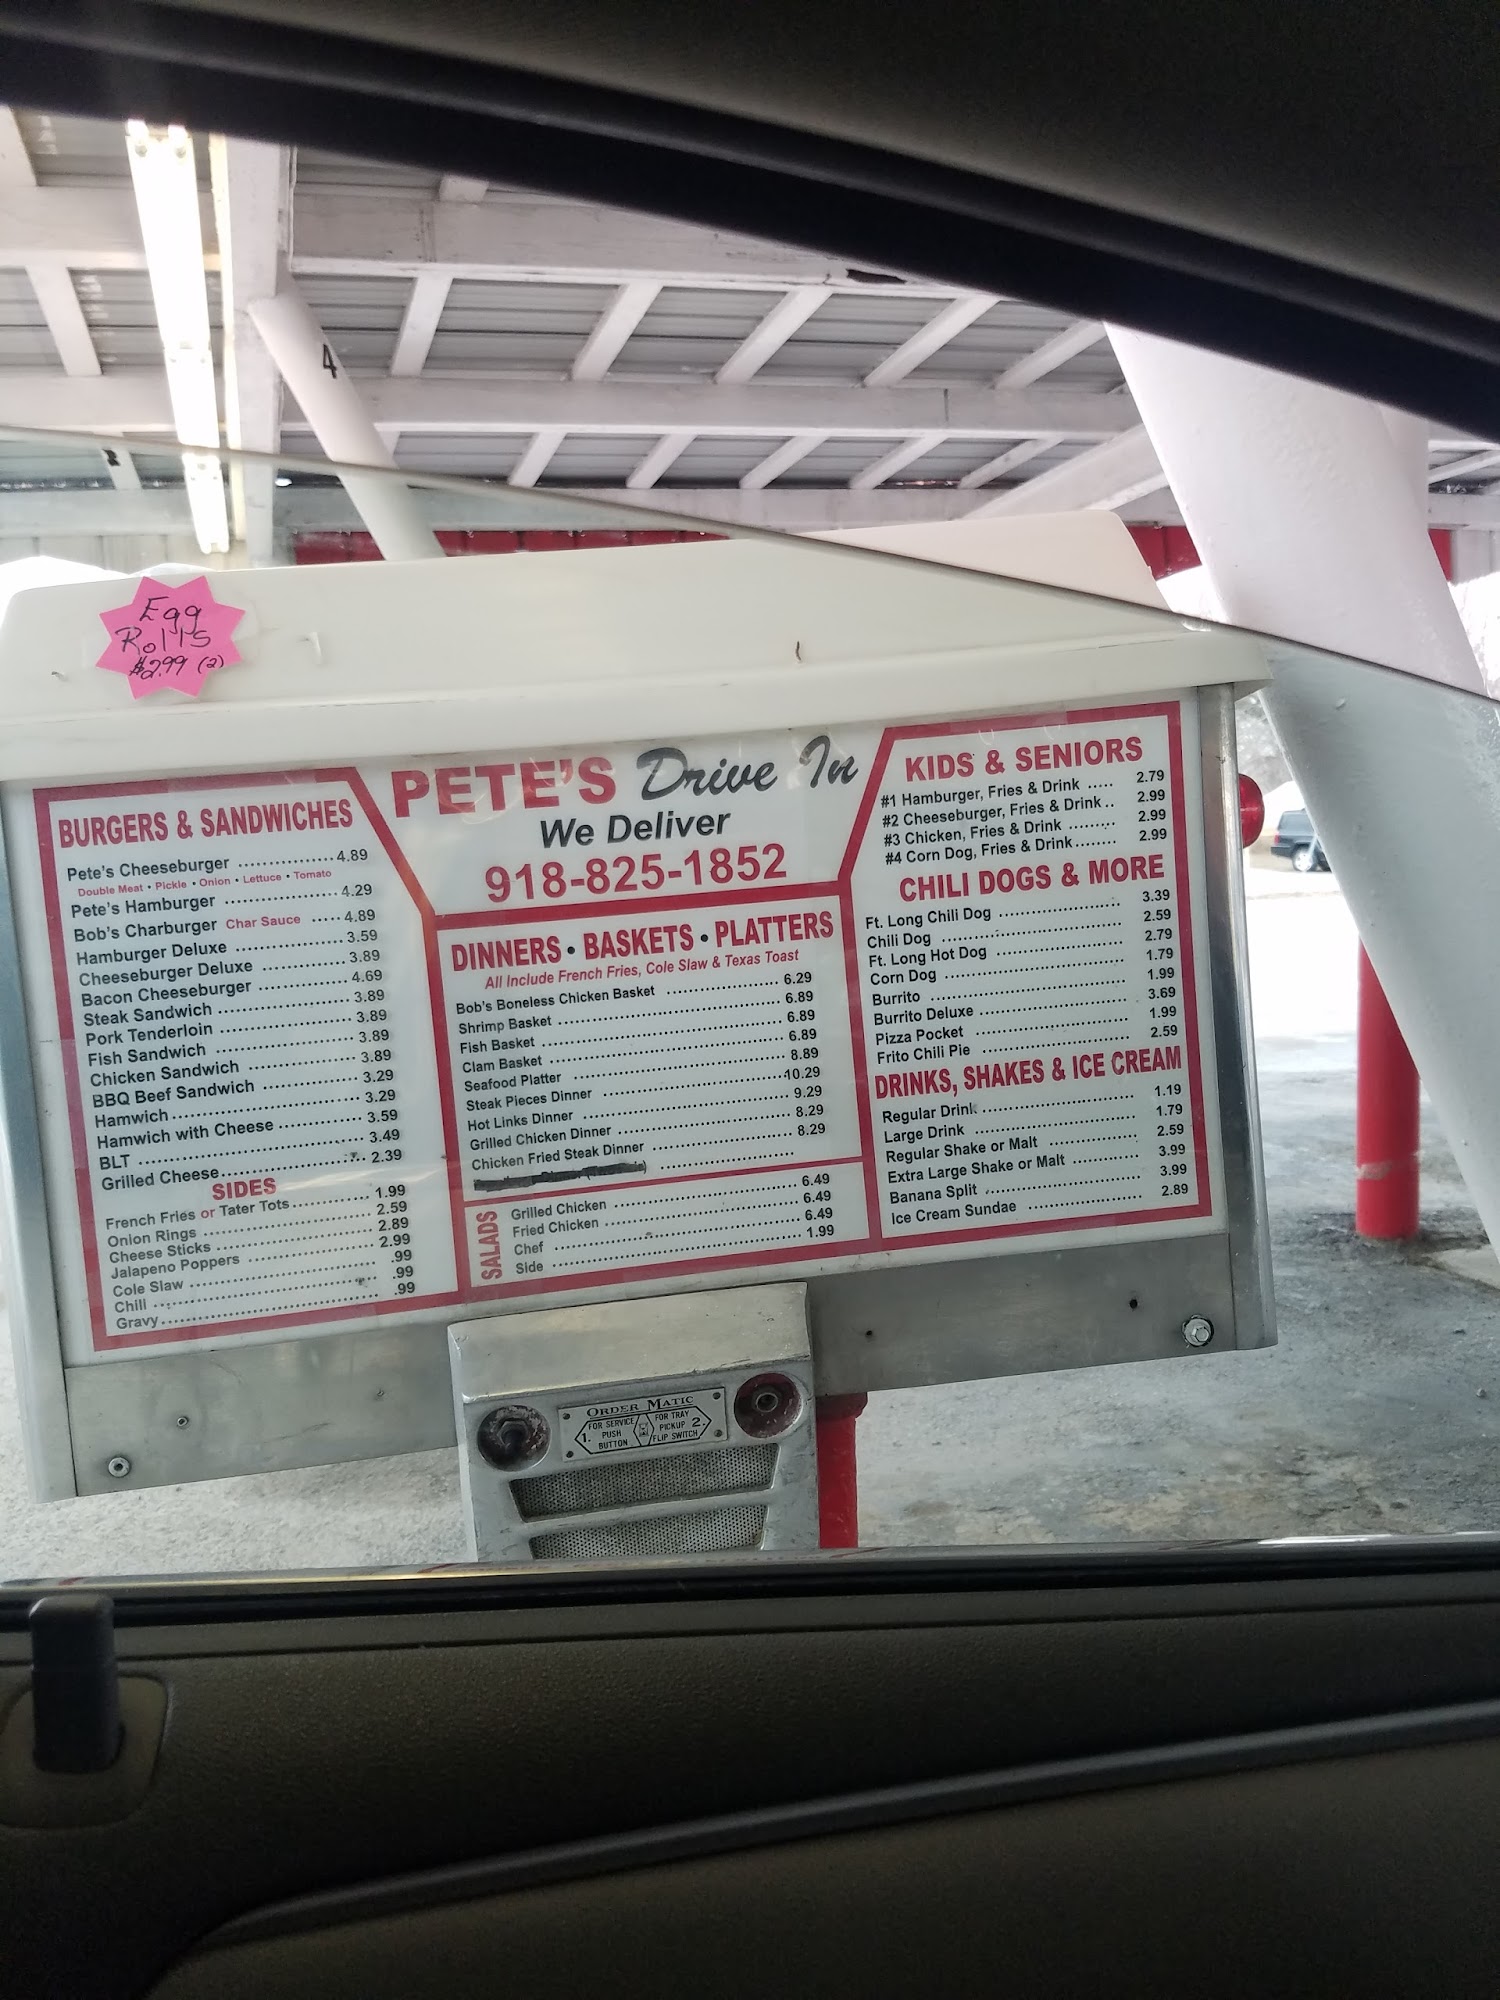 4
Egg
Rolls
$2.99 (2)
PETE'S Drive In
We Deliver
918-825-1852
BURGERS & SANDWICHES
Pete's Cheeseburger ................ 4.89
Double Meat • Pickle • Onion • Lettuce • Tomato
Pete's Hamburger ................ 4.29
Bob's Charburger Char Sauce ..... 4.89
Hamburger Deluxe ................ 3.59
Cheeseburger Deluxe ............. 3.89
Bacon Cheeseburger .............. 4.69
Steak Sandwich .................. 3.89
Pork Tenderloin ................. 3.89
Fish Sandwich ................... 3.89
Chicken Sandwich ................ 3.89
BBQ Beef Sandwich ............... 3.29
Hamwich ......................... 3.29
Hamwich with Cheese ............. 3.59
BLT ............................. 3.49
Grilled Cheese .................. 2.39
SIDES
French Fries or Tater Tots ...... 1.99
Onion Rings ..................... 2.59
Cheese Sticks ................... 2.89
Jalapeno Poppers ................ 2.99
Cole Slaw ....................... .99
Chili ........................... .99
Gravy ........................... .99
DINNERS • BASKETS • PLATTERS
All Include French Fries, Cole Slaw & Texas Toast
Bob's Boneless Chicken Basket ... 6.29
Shrimp Basket ................... 6.89
Fish Basket ..................... 6.89
Clam Basket ..................... 6.89
Seafood Platter ................. 8.89
Steak Pieces Dinner ............. 10.29
Hot Links Dinner ................ 9.29
Grilled Chicken Dinner .......... 8.29
Chicken Fried Steak Dinner ...... 8.29
SALADS
Grilled Chicken ................. 6.49
Fried Chicken ................... 6.49
Chef ............................ 6.49
Side ............................ 1.99
KIDS & SENIORS
#1 Hamburger, Fries & Drink ..... 2.79
#2 Cheeseburger, Fries & Drink .. 2.99
#3 Chicken, Fries & Drink ....... 2.99
#4 Corn Dog, Fries & Drink ...... 2.99
CHILI DOGS & MORE
Ft. Long Chili Dog .............. 3.39
Chili Dog ....................... 2.59
Ft. Long Hot Dog ................ 2.79
Corn Dog ........................ 1.79
Burrito ......................... 1.99
Burrito Deluxe .................. 3.69
Pizza Pocket .................... 1.99
Frito Chili Pie ................. 2.59
DRINKS, SHAKES & ICE CREAM
Regular Drink ................... 1.19
Large Drink ..................... 1.79
Regular Shake or Malt ........... 2.59
Extra Large Shake or Malt ....... 3.99
Banana Split .................... 3.99
Ice Cream Sundae ................ 2.89
ORDER MATIC
1. FOR SERVICE PUSH BUTTON
FOR TRAY PICKUP FLIP SWITCH 2.